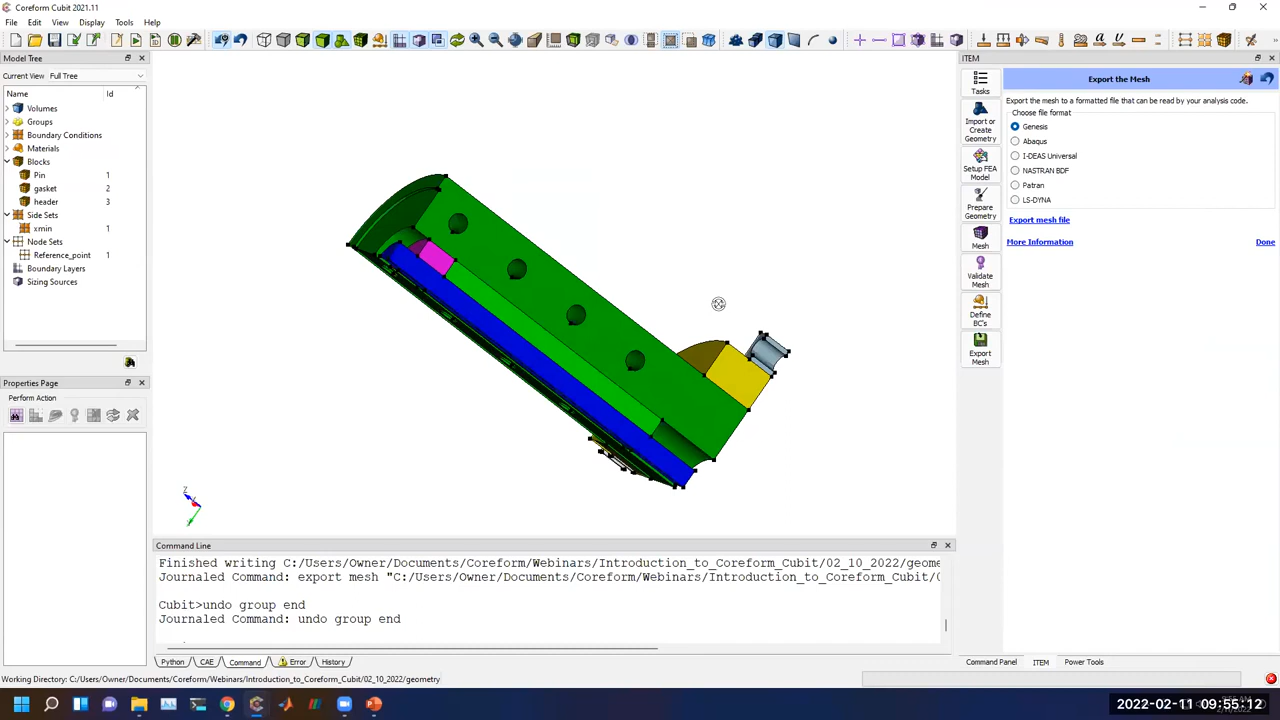 Coreform Cubit 2021.11
File Edit View Display Tools Help
Model Tree
Current View Full Tree
Name Id
Volumes
Groups
Boundary Conditions
Materials
Blocks
Pin 1
gasket 2
header 3
Side Sets
xmin 1
Node Sets
Reference_point 1
Boundary Layers
Sizing Sources
Properties Page
Perform Action
Z
Y
Command Line
Finished writing C:/Users/Owner/Documents/Coreform/Webinars/Introduction_to_Coreform_Cubit/02_10_2022/geome
Journaled Command: export mesh "C:/Users/Owner/Documents/Coreform/Webinars/Introduction_to_Coreform_Cubit/0
Cubit>undo group end
Journaled Command: undo group end
Python CAE Command Error History
Working Directory: C:/Users/Owner/Documents/Coreform/Webinars/Introduction_to_Coreform_Cubit/02_10_2022/geometry
ITEM
Tasks
Import or
Create
Geometry
Setup FEA
Model
Prepare
Geometry
Mesh
Validate
Mesh
Define
BC's
Export
Mesh
Export the Mesh
Export the mesh to a formatted file that can be read by your analysis code.
Choose file format
Genesis
Abaqus
I-DEAS Universal
NASTRAN BDF
Patran
LS-DYNA
Export mesh file
More Information Done
Command Panel ITEM Power Tools
2022-02-11 09:55:12